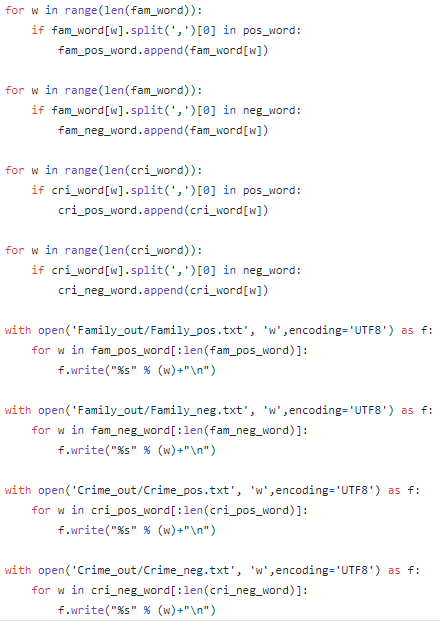 for w in range(len(fam_word)):
    if fam_word[w].split(',')[0] in pos_word:
        fam_pos_word.append(fam_word[w])

for w in range(len(fam_word)):
    if fam_word[w].split(',')[0] in neg_word:
        fam_neg_word.append(fam_word[w])

for w in range(len(cri_word)):
    if cri_word[w].split(',')[0] in pos_word:
        cri_pos_word.append(cri_word[w])

for w in range(len(cri_word)):
    if cri_word[w].split(',')[0] in neg_word:
        cri_neg_word.append(cri_word[w])

with open('Family_out/Family_pos.txt', 'w',encoding='UTF8') as f:
    for w in fam_pos_word[:len(fam_pos_word)]:
        f.write("%s" % (w)+"\n")

with open('Family_out/Family_neg.txt', 'w',encoding='UTF8') as f:
    for w in fam_neg_word[:len(fam_neg_word)]:
        f.write("%s" % (w)+"\n")

with open('Crime_out/Crime_pos.txt', 'w',encoding='UTF8') as f:
    for w in cri_pos_word[:len(cri_pos_word)]:
        f.write("%s" % (w)+"\n")

with open('Crime_out/Crime_neg.txt', 'w',encoding='UTF8') as f:
    for w in cri_neg_word[:len(cri_neg_word)]:
        f.write("%s" % (w)+"\n")